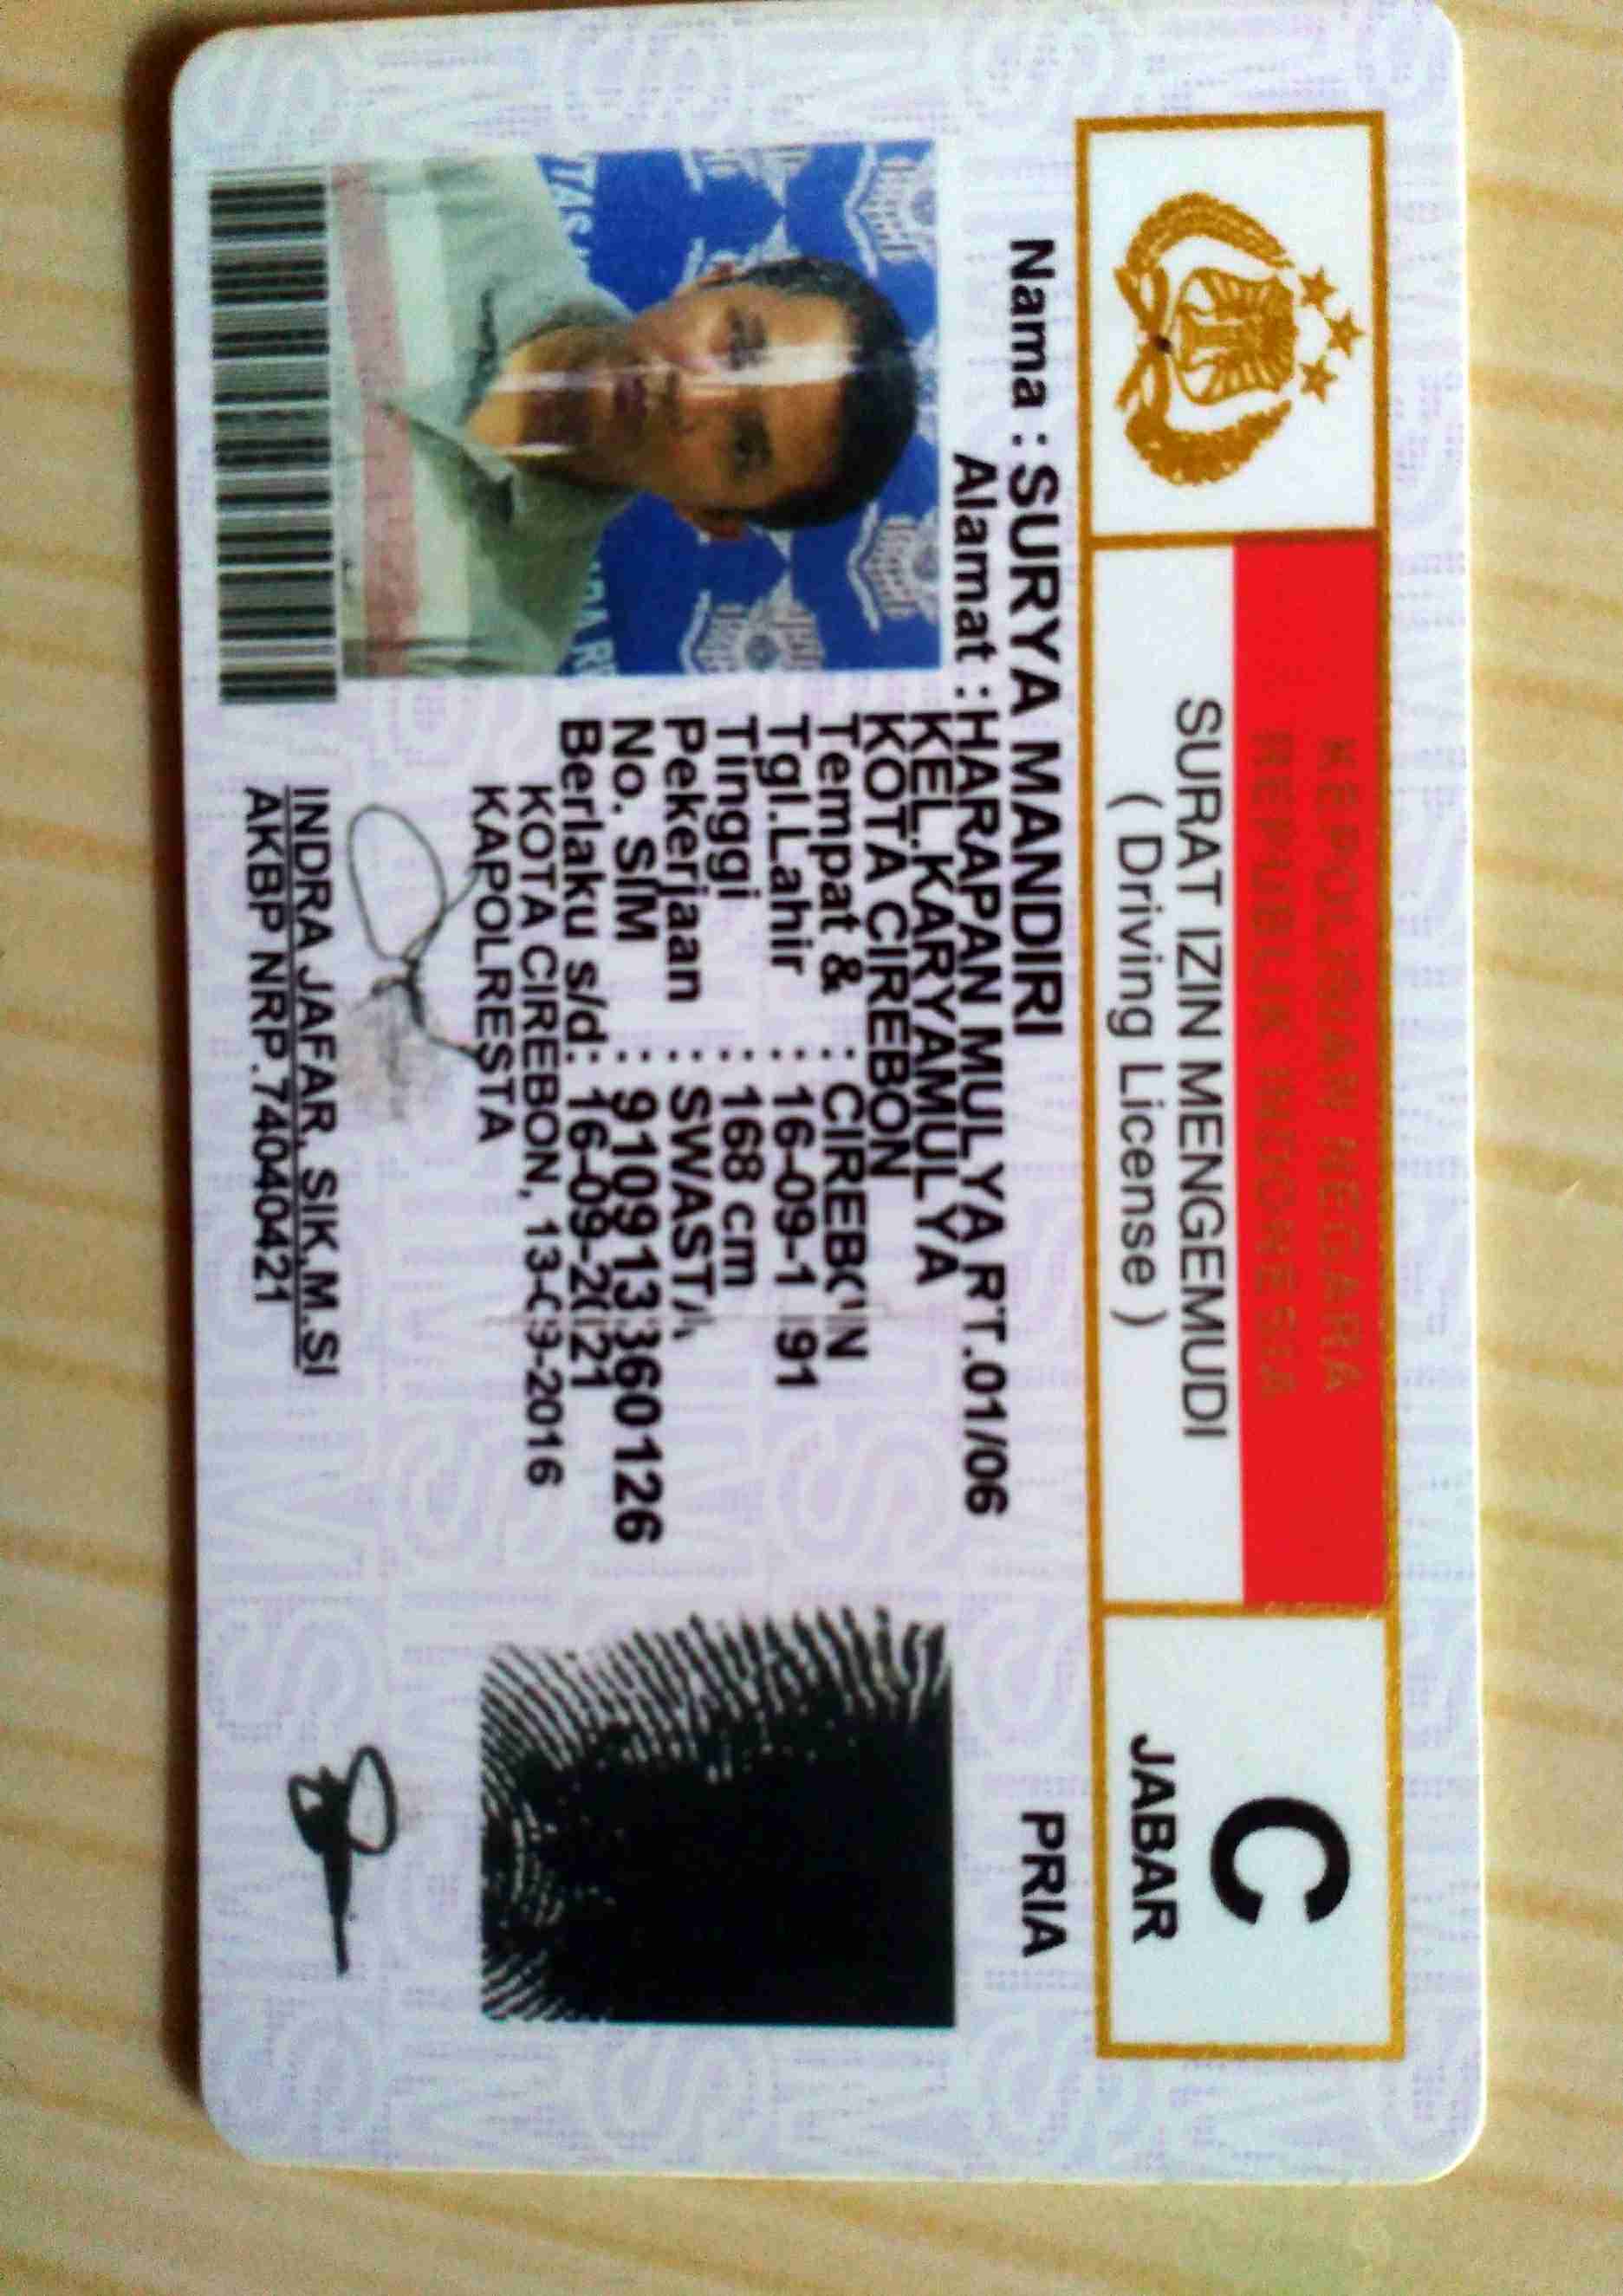 KEPOLISIAN NEGARA
REPUBLIK INDONESIA
SURAT IZIN MENGEMUDI
( Driving License )
C
JABAR
Nama : SURYA MANDIRI
PRIA
Alamat : HARAPAN MULYA RT.01/06
KEL.KARYAMULYA
KOTA CIREBON
Tempat & : CIREBON
Tgl.Lahir : 16-09-1991
Tinggi : 168 cm
Pekerjaan : SWASTA
No. SIM : 910913360126
Berlaku s/d: 16-09-2021
KOTA CIREBON, 13-09-2016
KAPOLRESTA
INDRA JAFAR, SIK,M.SI
AKBP NRP.74040421